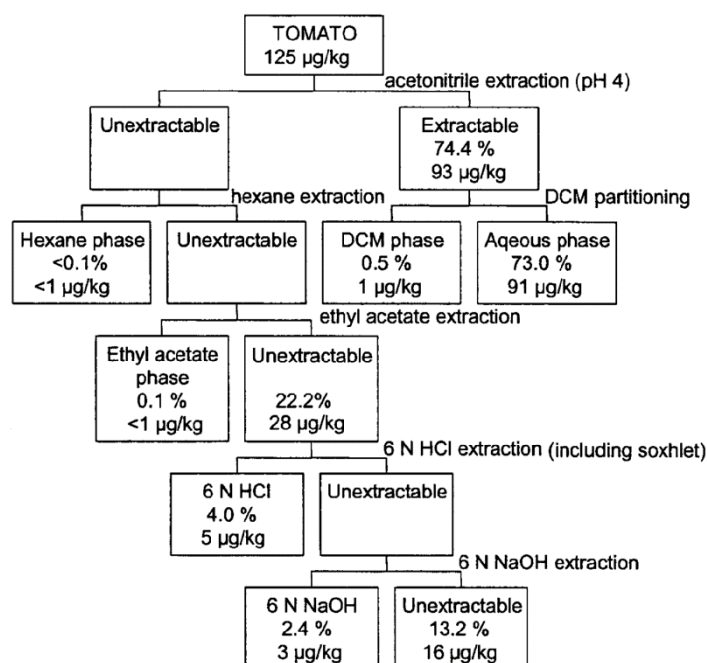 TOMATO
125 µg/kg
acetonitrile extraction (pH 4)
Unextractable
Extractable
74.4 %
93 µg/kg
hexane extraction
DCM partitioning
Hexane phase
<0.1%
<1 µg/kg
Unextractable
DCM phase
0.5 %
1 µg/kg
Aqeous phase
73.0 %
91 µg/kg
ethyl acetate extraction
Ethyl acetate
phase
0.1 %
<1 µg/kg
Unextractable
22.2%
28 µg/kg
6 N HCl extraction (including soxhlet)
6 N HCl
4.0 %
5 µg/kg
Unextractable
6 N NaOH extraction
6 N NaOH
2.4 %
3 µg/kg
Unextractable
13.2 %
16 µg/kg